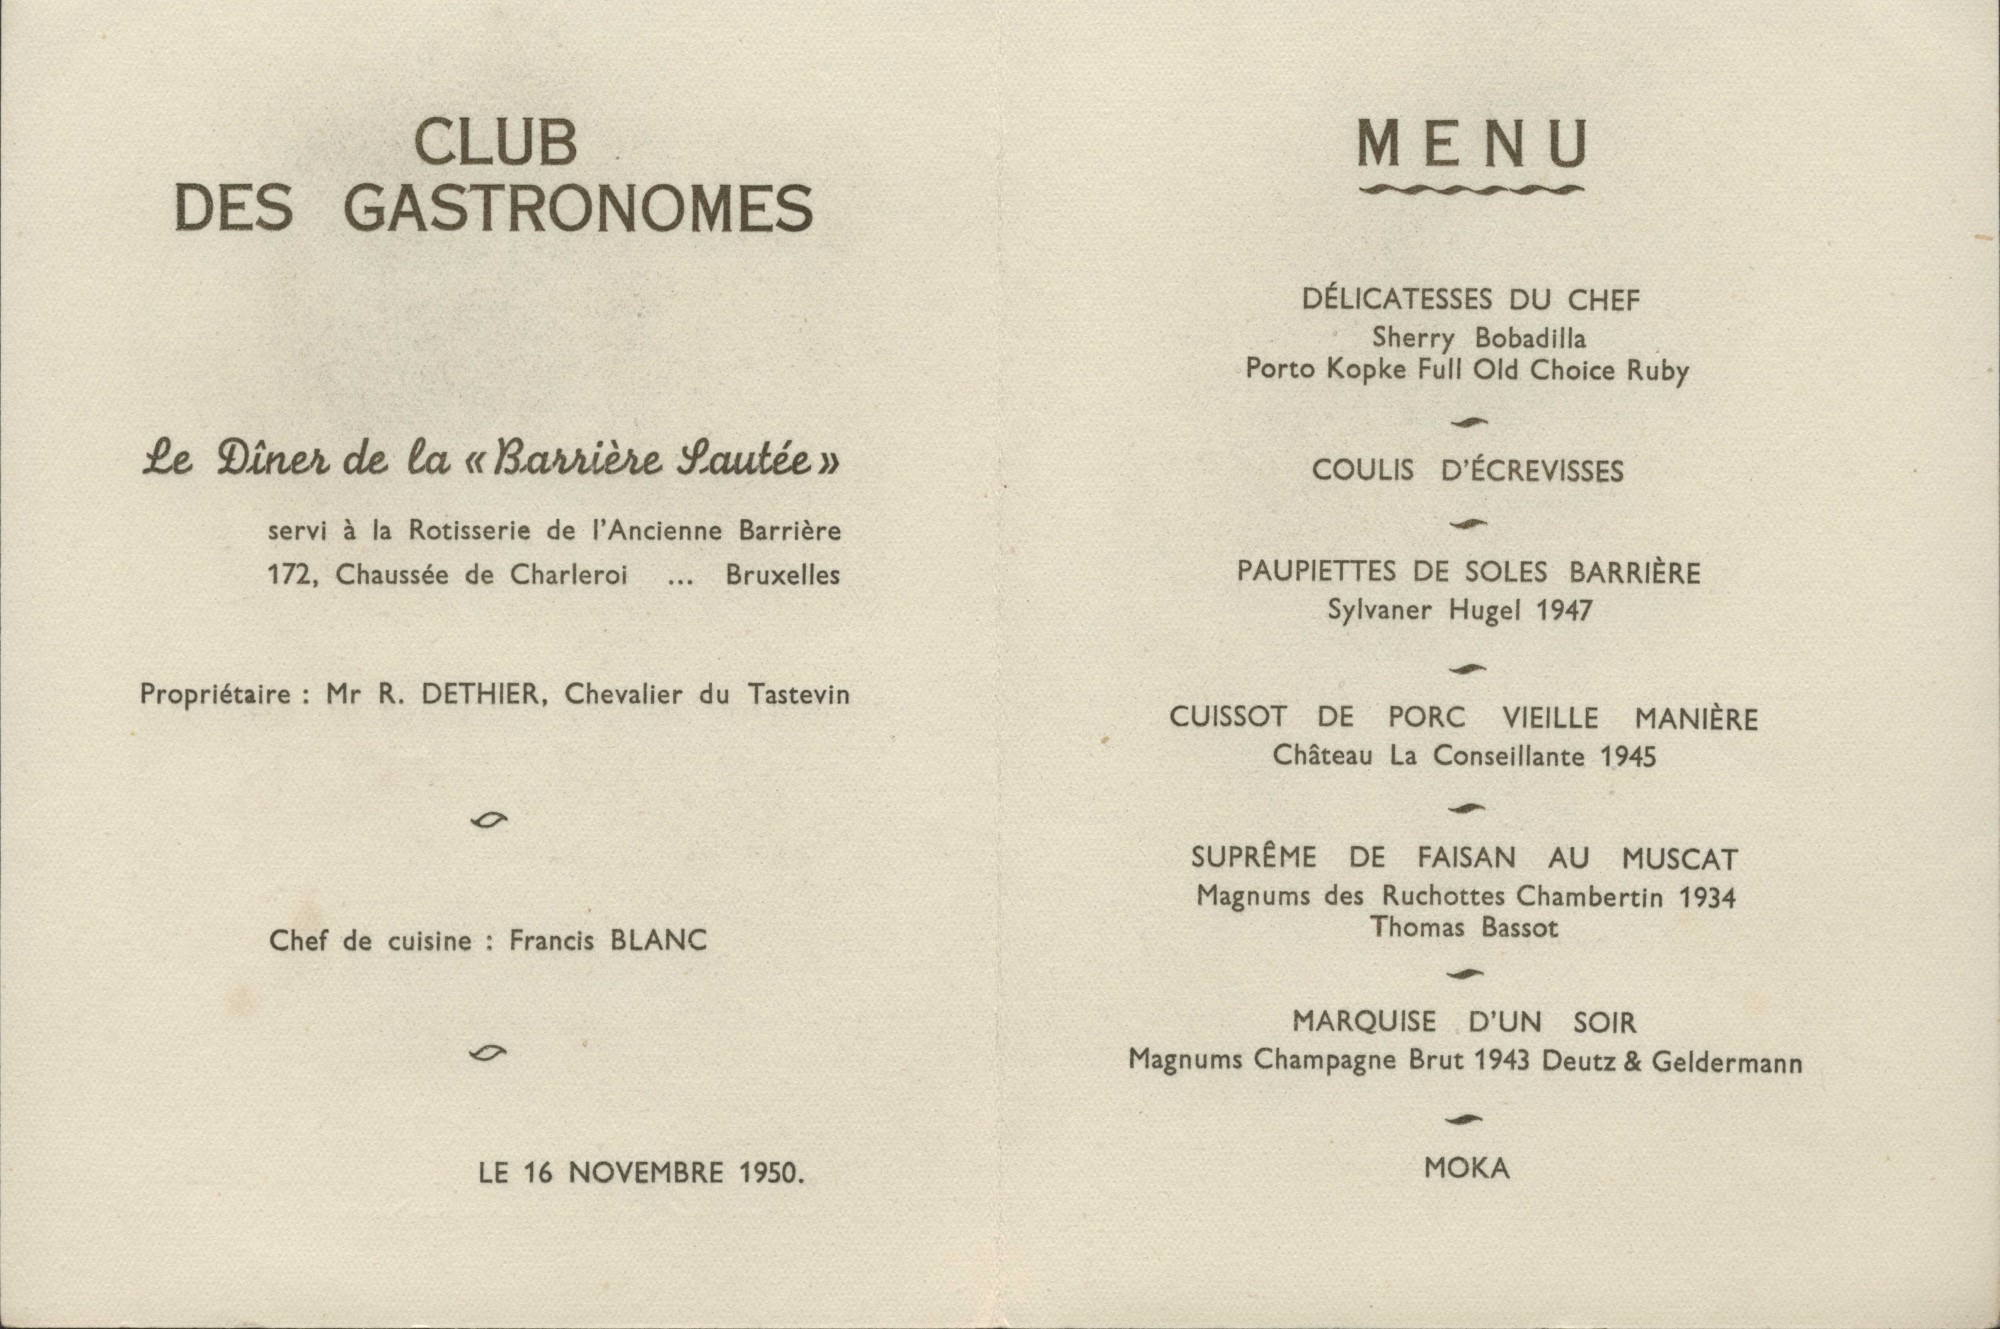 CLUB
DES GASTRONOMES
Le Dîner de la « Barrière Sautée »
servi à la Rotisserie de l'Ancienne Barrière
172, Chaussée de Charleroi ... Bruxelles
Propriétaire : Mr R. DETHIER, Chevalier du Tastevin
Chef de cuisine : Francis BLANC
LE 16 NOVEMBRE 1950.
MENU
DÉLICATESSES DU CHEF
Sherry Bobadilla
Porto Kopke Full Old Choice Ruby
COULIS D'ÉCREVISSES
PAUPIETTES DE SOLES BARRIÈRE
Sylvaner Hugel 1947
CUISSOT DE PORC VIEILLE MANIÈRE
Château La Conseillante 1945
SUPRÊME DE FAISAN AU MUSCAT
Magnums des Ruchottes Chambertin 1934
Thomas Bassot
MARQUISE D'UN SOIR
Magnums Champagne Brut 1943 Deutz & Geldermann
MOKA